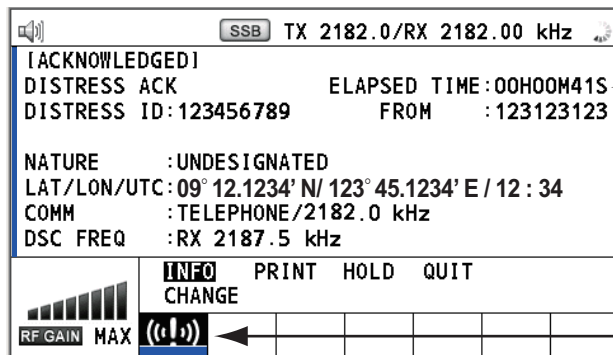 SSB TX 2182.0/RX 2182.00 kHz
[ACKNOWLEDGED]
DISTRESS ACK ELAPSED TIME:00H00M41S
DISTRESS ID:123456789 FROM :123123123
NATURE :UNDESIGNATED
LAT/LON/UTC:09° 12.1234' N/ 123° 45.1234' E / 12 : 34
COMM :TELEPHONE/2182.0 kHz
DSC FREQ :RX 2187.5 kHz
INFO PRINT HOLD QUIT
CHANGE
RF GAIN MAX